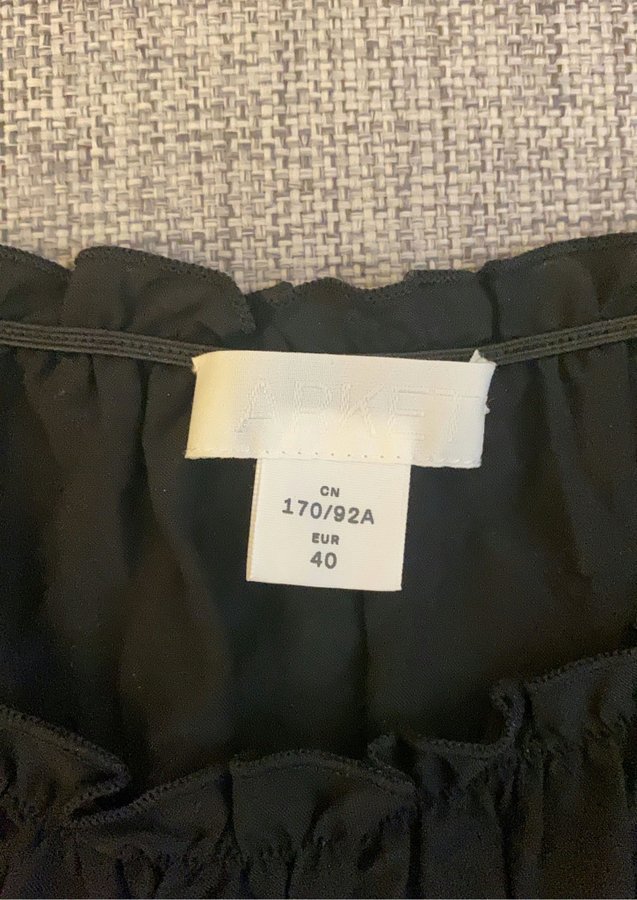 ARKET
CN
170/92A
EUR
40